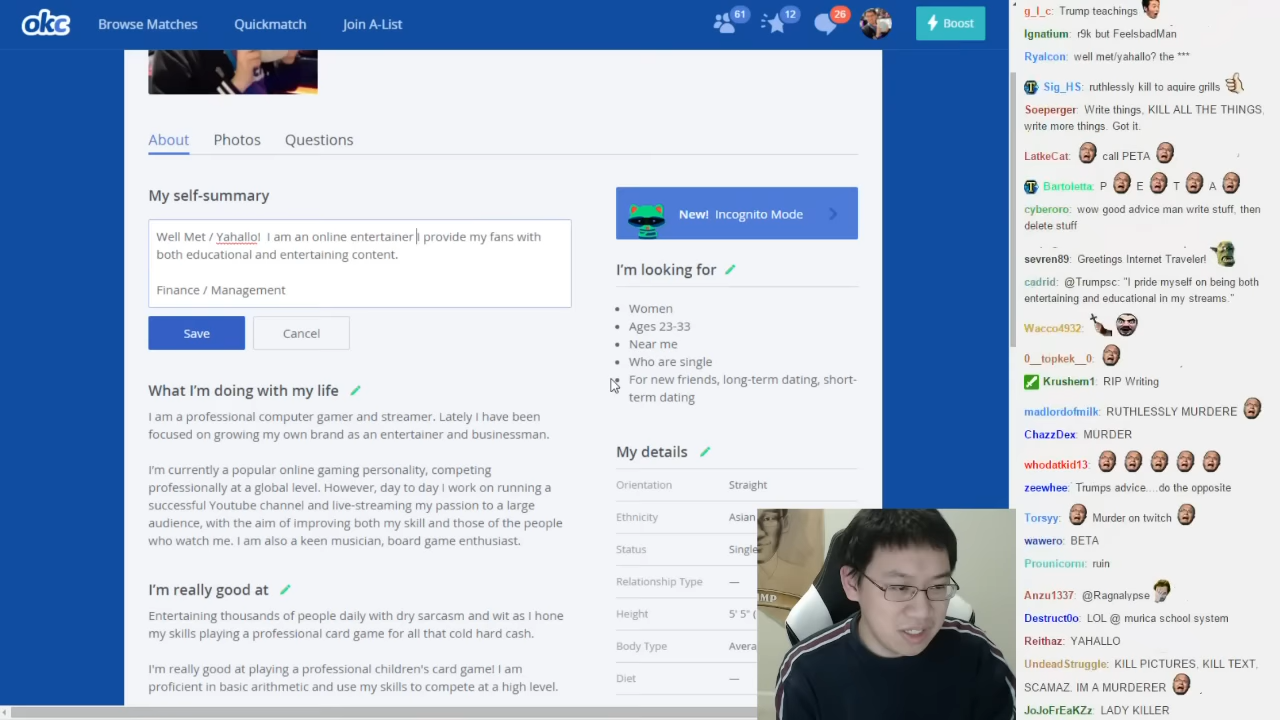 okc
Browse Matches
Quickmatch
Join A-List
61
12
26
Boost
About
Photos
Questions
My self-summary
Well Met / Yahallo!  I am an online entertainer I provide my fans with
both educational and entertaining content.
Finance / Management
Save
Cancel
What I'm doing with my life
I am a professional computer gamer and streamer. Lately I have been
focused on growing my own brand as an entertainer and businessman.
I'm currently a popular online gaming personality, competing
professionally at a global level. However, day to day I work on running a
successful Youtube channel and live-streaming my passion to a large
audience, with the aim of improving both my skill and those of the people
who watch me. I am also a keen musician, board game enthusiast.
I'm really good at
Entertaining thousands of people daily with dry sarcasm and wit as I hone
my skills playing a professional card game for all that cold hard cash.
I'm really good at playing a professional children's card game! I am
proficient in basic arithmetic and use my skills to compete at a high level.
New! Incognito Mode
I'm looking for
Women
Ages 23-33
Near me
Who are single
For new friends, long-term dating, short-
term dating
My details
Orientation Straight
Ethnicity Asian
Status Single
Relationship Type —
Height 5' 5" (
Body Type Avera
Diet —
g_l_c: Trump teachings
Ignatium: r9k but FeelsbadMan
Ryalcon: well met/yahallo? the ***
Sig_HS: ruthlessly kill to aquire grills
Soeperger: Write things, KILL ALL THE THINGS,
write more things. Got it.
LatkeCat: call PETA
Bartoletta: P E T A
cyberoro: wow good advice man write stuff, then
delete stuff
sevren89: Greetings Internet Traveler!
cadrid: @Trumpsc: "I pride myself on being both
entertaining and educational in my streams."
Wacco4932:
0__topkek__0:
Krushem1: RIP Writing
madlordofmilk: RUTHLESSLY MURDERE
ChazzDex: MURDER
whodatkid13:
zeewhee: Trumps advice....do the opposite
Torsyy: Murder on twitch
wawero: BETA
Prounicorn: ruin
Anzu1337: @Ragnalypse
Destruct0o: LOL @ murica school system
Reithaz: YAHALLO
UndeadStruggle: KILL PICTURES, KILL TEXT,
SCAMAZ. IM A MURDERER
JoJoFrEaKZz: LADY KILLER